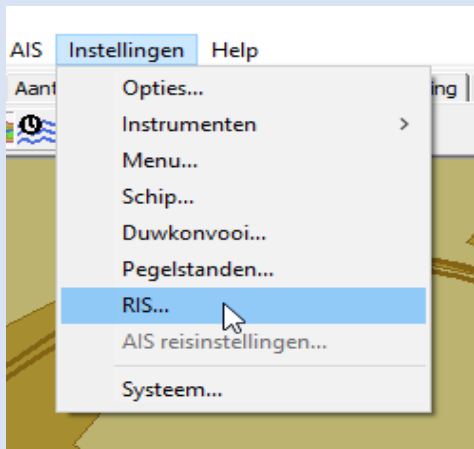 AIS Instellingen Help
Aant ing
Opties...
Instrumenten >
Menu...
Schip...
Duwkonvooi...
Pegelstanden...
RIS...
AIS reisinstellingen...
Systeem...